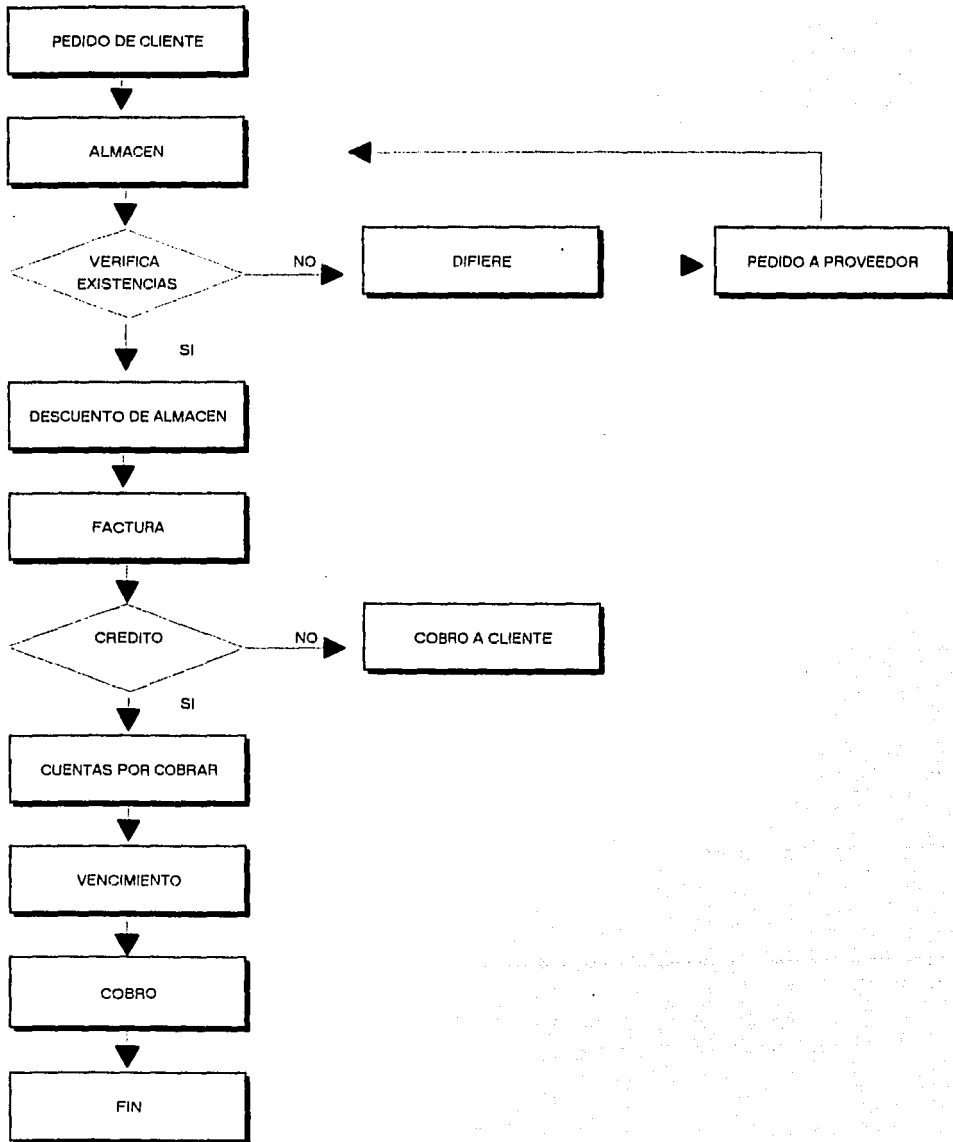 PEDIDO DE CLIENTE
ALMACEN
VERIFICA
EXISTENCIAS
NO
DIFIERE
PEDIDO A PROVEEDOR
SI
DESCUENTO DE ALMACEN
FACTURA
CREDITO
NO
COBRO A CLIENTE
SI
CUENTAS POR COBRAR
VENCIMIENTO
COBRO
FIN